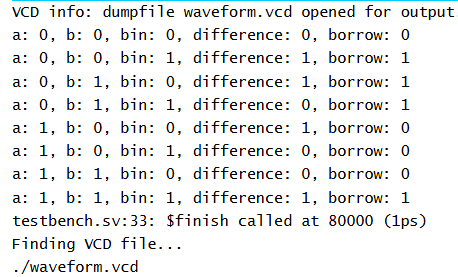 VCD info: dumpfile waveform.vcd opened for output
a: 0, b: 0, bin: 0, difference: 0, borrow: 0
a: 0, b: 0, bin: 1, difference: 1, borrow: 1
a: 0, b: 1, bin: 0, difference: 1, borrow: 1
a: 0, b: 1, bin: 1, difference: 0, borrow: 1
a: 1, b: 0, bin: 0, difference: 1, borrow: 0
a: 1, b: 0, bin: 1, difference: 0, borrow: 0
a: 1, b: 1, bin: 0, difference: 0, borrow: 0
a: 1, b: 1, bin: 1, difference: 1, borrow: 1
testbench.sv:33: $finish called at 80000 (1ps)
Finding VCD file...
./waveform.vcd